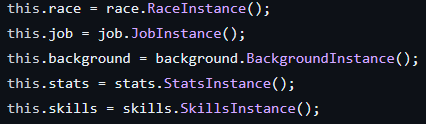 this.race = race.RaceInstance();
this.job = job.JobInstance();
this.background = background.BackgroundInstance();
this.stats = stats.StatsInstance();
this.skills = skills.SkillsInstance();